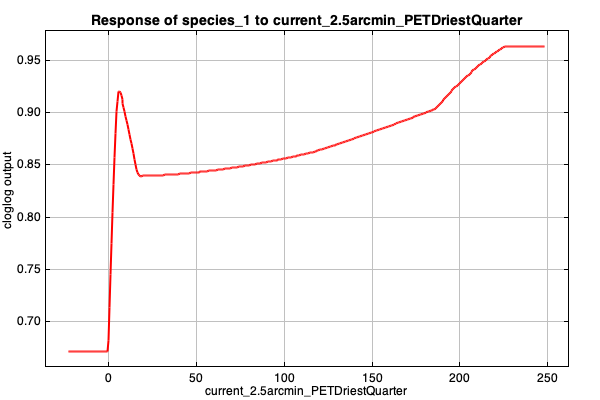 Response of species_1 to current_2.5arcmin_PETDriestQuarter
0.95
0.90
0.85
0.80
0.75
0.70
cloglog output
0 50 100 150 200 250
current_2.5arcmin_PETDriestQuarter